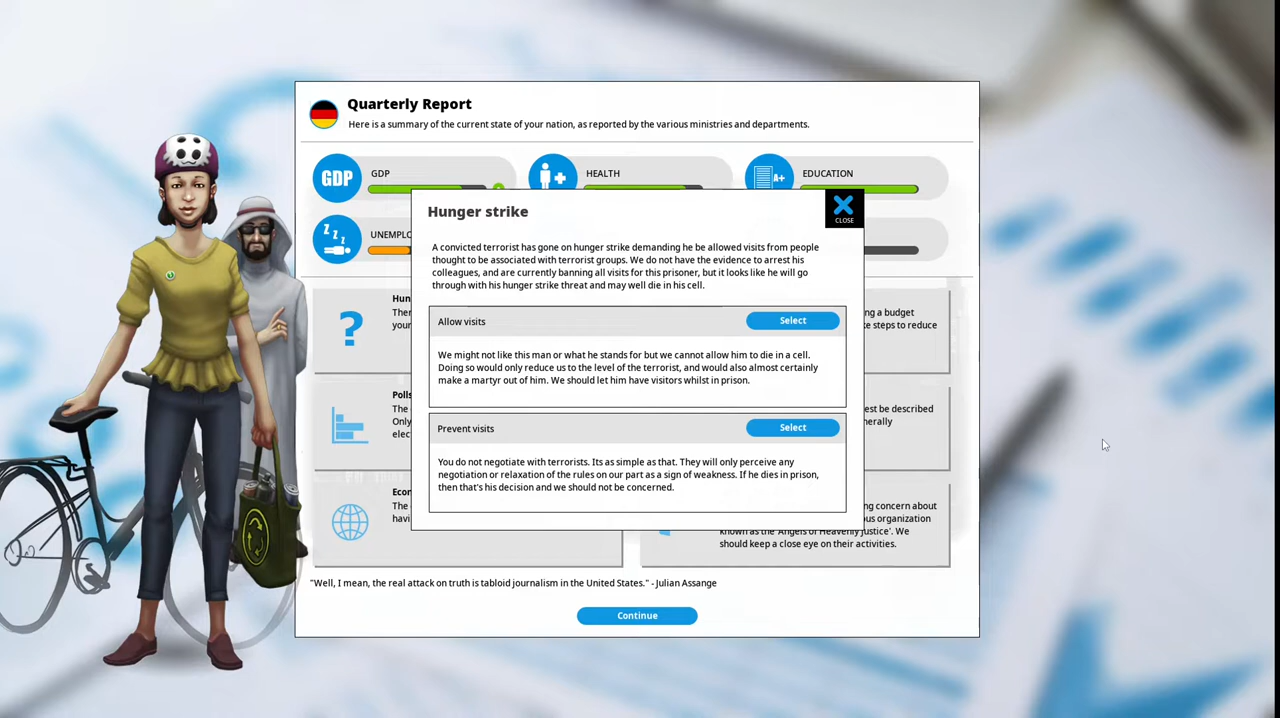 Quarterly Report
Here is a summary of the current state of your nation, as reported by the various ministries and departments.
GDP
GDP
HEALTH
A+
EDUCATION
Z Z Z
Hunger strike
CLOSE
A convicted terrorist has gone on hunger strike demanding he be allowed visits from people
thought to be associated with terrorist groups. We do not have the evidence to arrest his
colleagues, and are currently banning all visits for this prisoner, but it looks like he will go
through with his hunger strike threat and may well die in his cell.
Allow visits
Select
We might not like this man or what he stands for but we cannot allow him to die in a cell.
Doing so would only reduce us to the level of the terrorist, and would also almost certainly
make a martyr out of him. We should let him have visitors whilst in prison.
Prevent visits
Select
You do not negotiate with terrorists. Its as simple as that. They will only perceive any
negotiation or relaxation of the rules on our part as a sign of weakness. If he dies in prison,
then that's his decision and we should not be concerned.
?
your
Polls
The
Only
The
a budget
steps to reduce
be described
concern about
organization
known as the 'Angels of Heavenly Justice'. We
should keep a close eye on their activities.
"Well, I mean, the real attack on truth is tabloid journalism in the United States." - Julian Assange
Continue